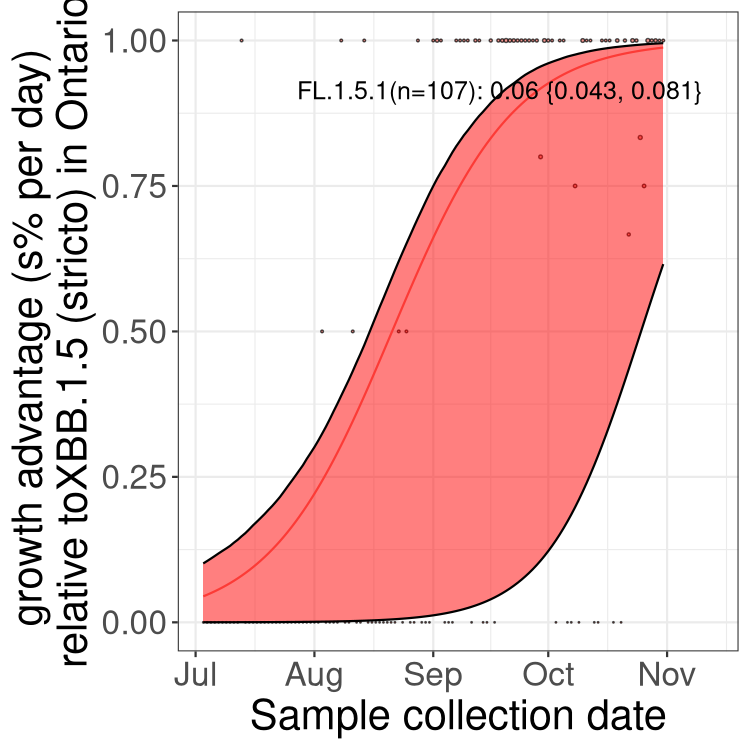 growth advantage (s% per day)
relative toXBB.1.5 (stricto) in Ontario
1.00
0.75
0.50
0.25
0.00
FL.1.5.1(n=107): 0.06 {0.043, 0.081}
Jul Aug Sep Oct Nov
Sample collection date